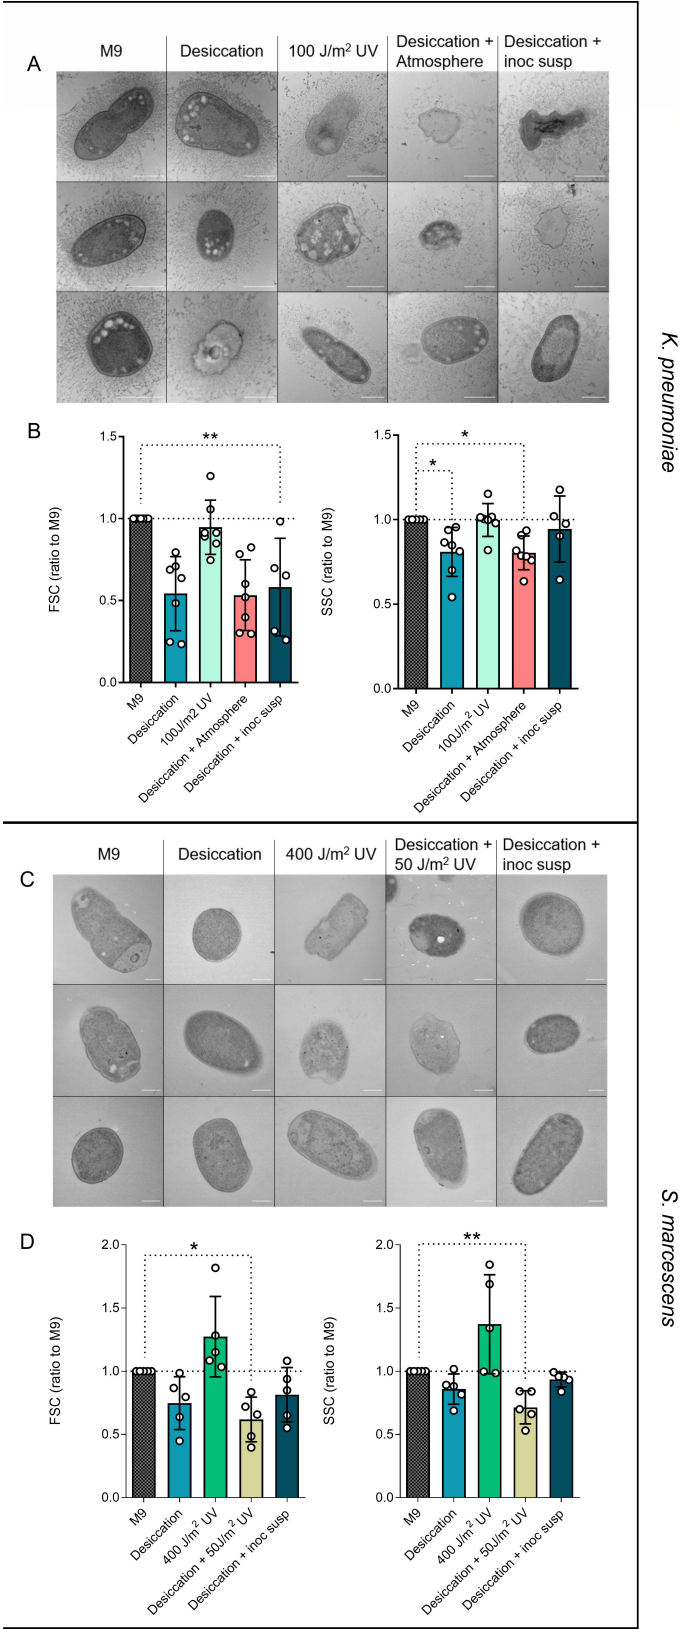 M9 Desiccation 100 J/m² UV Desiccation + Atmosphere Desiccation + inoc susp
A
K. pneumoniae
B
**
1.5
1.0
0.5
0.0
FSC (ratio to M9)
M9
Desiccation
100J/m2 UV
Desiccation + Atmosphere
Desiccation + inoc susp
*
*
1.5
1.0
0.5
0.0
SSC (ratio to M9)
M9
Desiccation
100J/m² UV
Desiccation + Atmosphere
Desiccation + inoc susp
M9 Desiccation 400 J/m² UV Desiccation + 50 J/m² UV Desiccation + inoc susp
C
S. marcescens
D
*
2.0
1.5
1.0
0.5
0.0
FSC (ratio to M9)
M9
Desiccation
400 J/m² UV
Desiccation + 50J/m² UV
Desiccation + inoc susp
**
2.0
1.5
1.0
0.5
0.0
SSC (ratio to M9)
M9
Desiccation
400 J/m² UV
Desiccation + 50J/m² UV
Desiccation + inoc susp